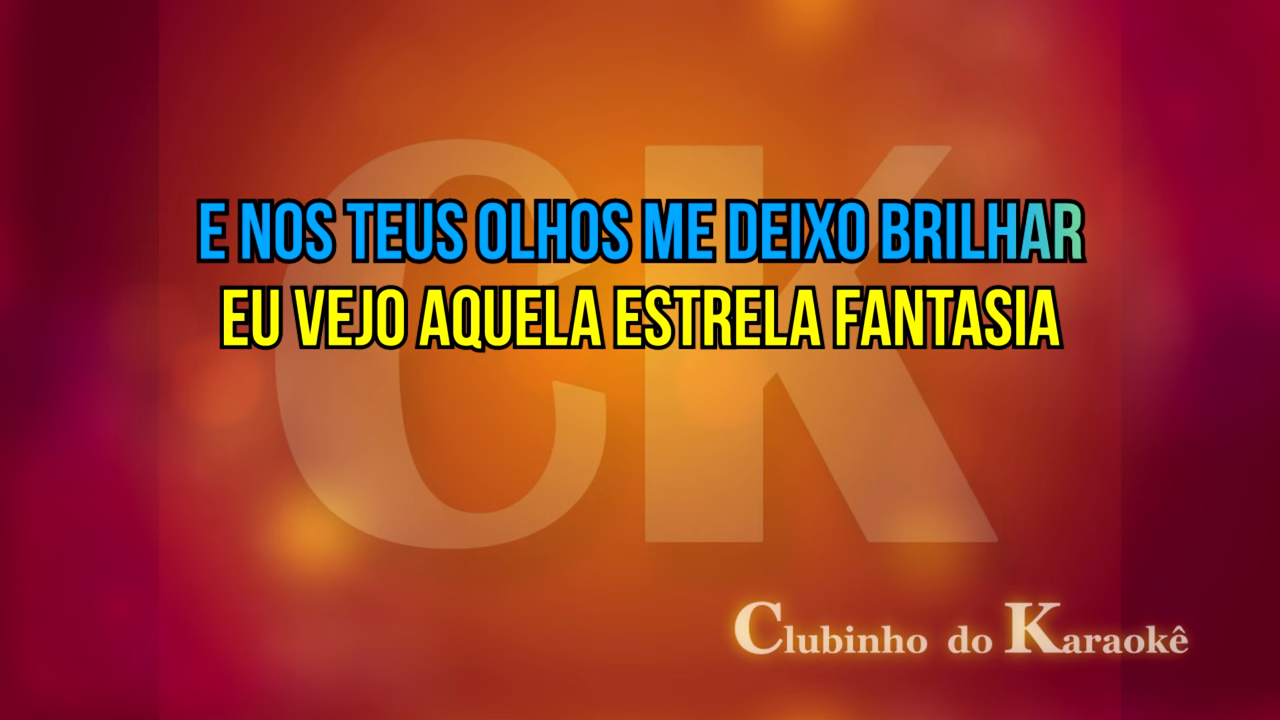 E NOS TEUS OLHOS ME DEIXO BRILHAR
EU VEJO AQUELA ESTRELA FANTASIA
CK
Clubinho do Karaokê